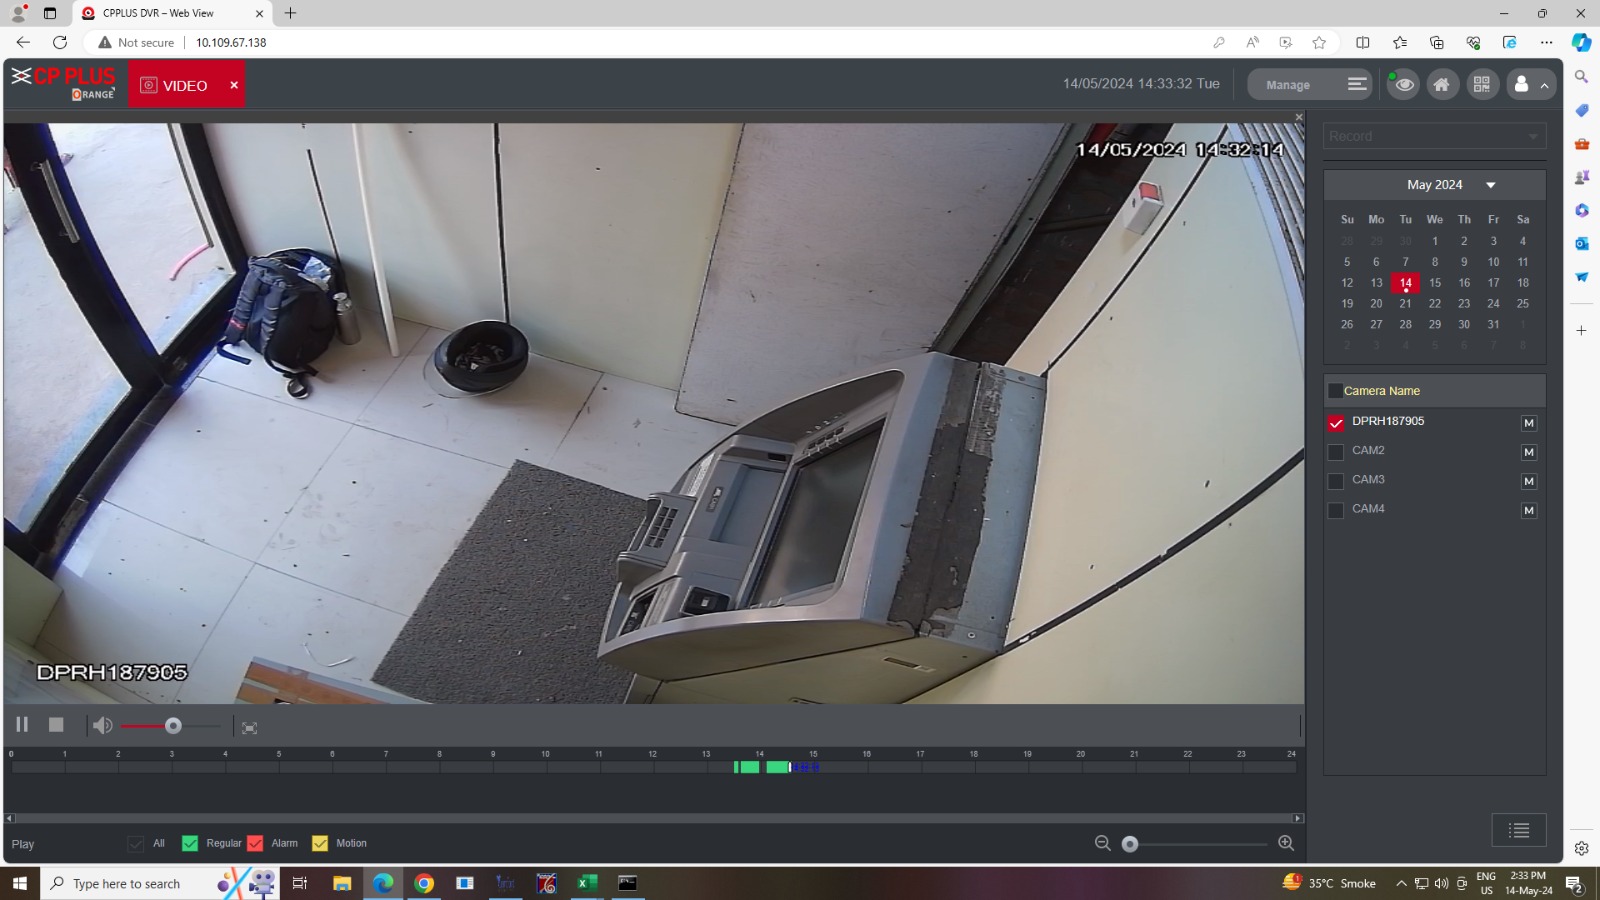 CPPLUS DVR – Web View
Not secure
10.109.67.138
CP PLUS
ORANGE
VIDEO
14/05/2024 14:33:32 Tue
Manage
14/05/2024 14:32:14
DPRH187905
Record
May 2024
Su Mo Tu We Th Fr Sa
28 29 30 1 2 3 4
5 6 7 8 9 10 11
12 13 14 15 16 17 18
19 20 21 22 23 24 25
26 27 28 29 30 31 1
2 3 4 5 6 7 8
Camera Name
DPRH187905 M
CAM2 M
CAM3 M
CAM4 M
0 1 2 3 4 5 6 7 8 9 10 11 12 13 14 15 16 17 18 19 20 21 22 23 24
Play
All
Regular
Alarm
Motion
Type here to search
35°C Smoke
ENG
US
2:33 PM
14-May-24
2